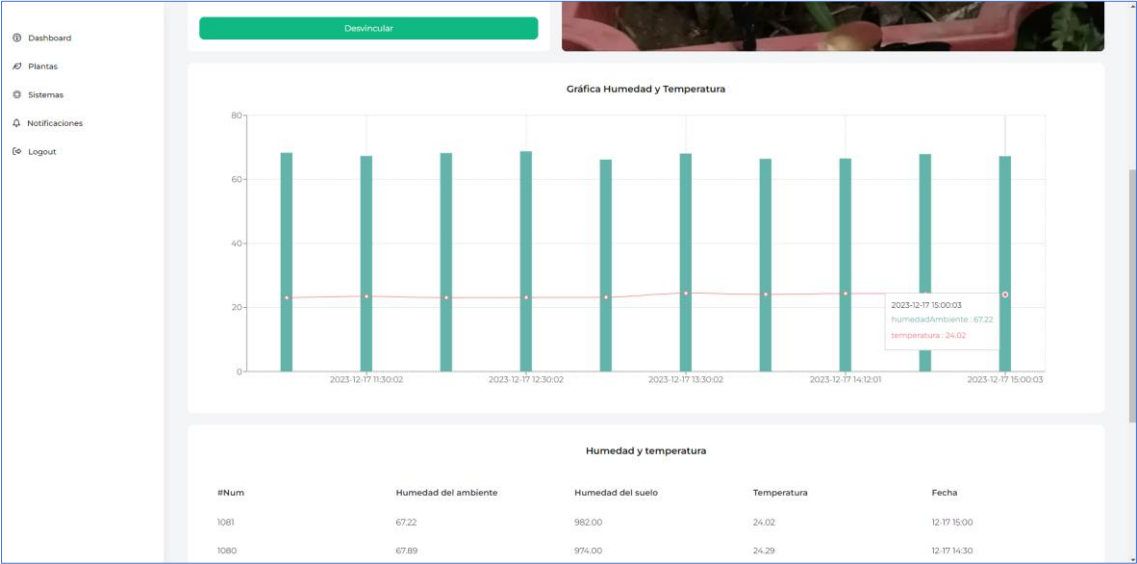 Desvincular
Dashboard
Plantas
Sistemas
Notificaciones
Logout
Gráfica Humedad y Temperatura
80
60
40
20
0
2023-12-17 15:00:03
humedadAmbiente : 67.22
temperatura : 24.02
2023-12-17 11:30:02 2023-12-17 12:30:02 2023-12-17 13:30:02 2023-12-17 14:12:01 2023-12-17 15:00:03
Humedad y temperatura
#Num Humedad del ambiente Humedad del suelo Temperatura Fecha
1081 67.22 982.00 24.02 12-17 15:00
1080 67.89 974.00 24.29 12-17 14:30